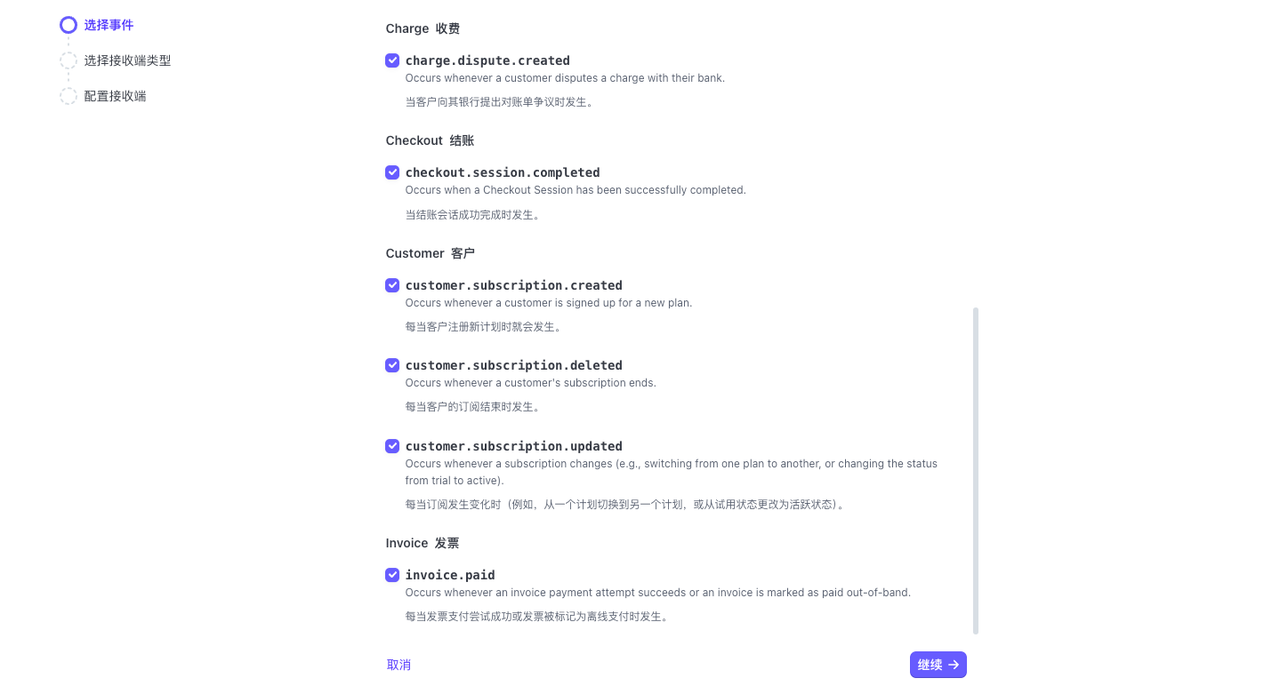 选择事件
选择接收端类型
配置接收端
Charge 收费
charge.dispute.created
Occurs whenever a customer disputes a charge with their bank.
当客户向其银行提出对账单争议时发生。
Checkout 结账
checkout.session.completed
Occurs when a Checkout Session has been successfully completed.
当结账会话成功完成时发生。
Customer 客户
customer.subscription.created
Occurs whenever a customer is signed up for a new plan.
每当客户注册新计划时就会发生。
customer.subscription.deleted
Occurs whenever a customer's subscription ends.
每当客户的订阅结束时发生。
customer.subscription.updated
Occurs whenever a subscription changes (e.g., switching from one plan to another, or changing the status
from trial to active).
每当订阅发生变化时（例如，从一个计划切换到另一个计划，或从试用状态更改为活跃状态）。
Invoice 发票
invoice.paid
Occurs whenever an invoice payment attempt succeeds or an invoice is marked as paid out-of-band.
每当发票支付尝试成功或发票被标记为离线支付时发生。
取消
继续 →